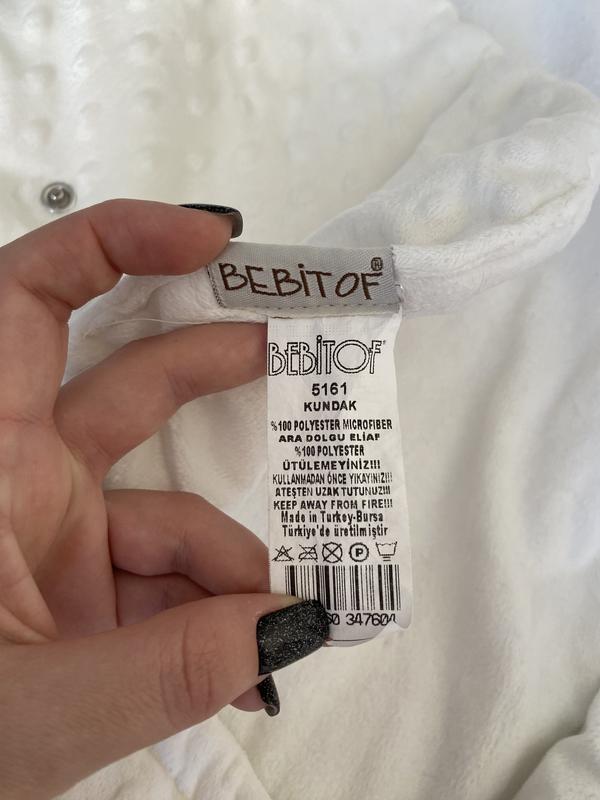 BEBİTOF®
BEBİTOF®
5161
KUNDAK
%100 POLYESTER MICROFIBER
ARA DOLGU ELİAF
%100 POLYESTER
ÜTÜLEMEYİNİZ!!!
KULLANMADAN ÖNCE YIKAYINIZ!!!
ATEŞTEN UZAK TUTUNUZ!!!
KEEP AWAY FROM FIRE!!!
Made in Turkey-Bursa
Türkiye'de üretilmiştir
P
347604